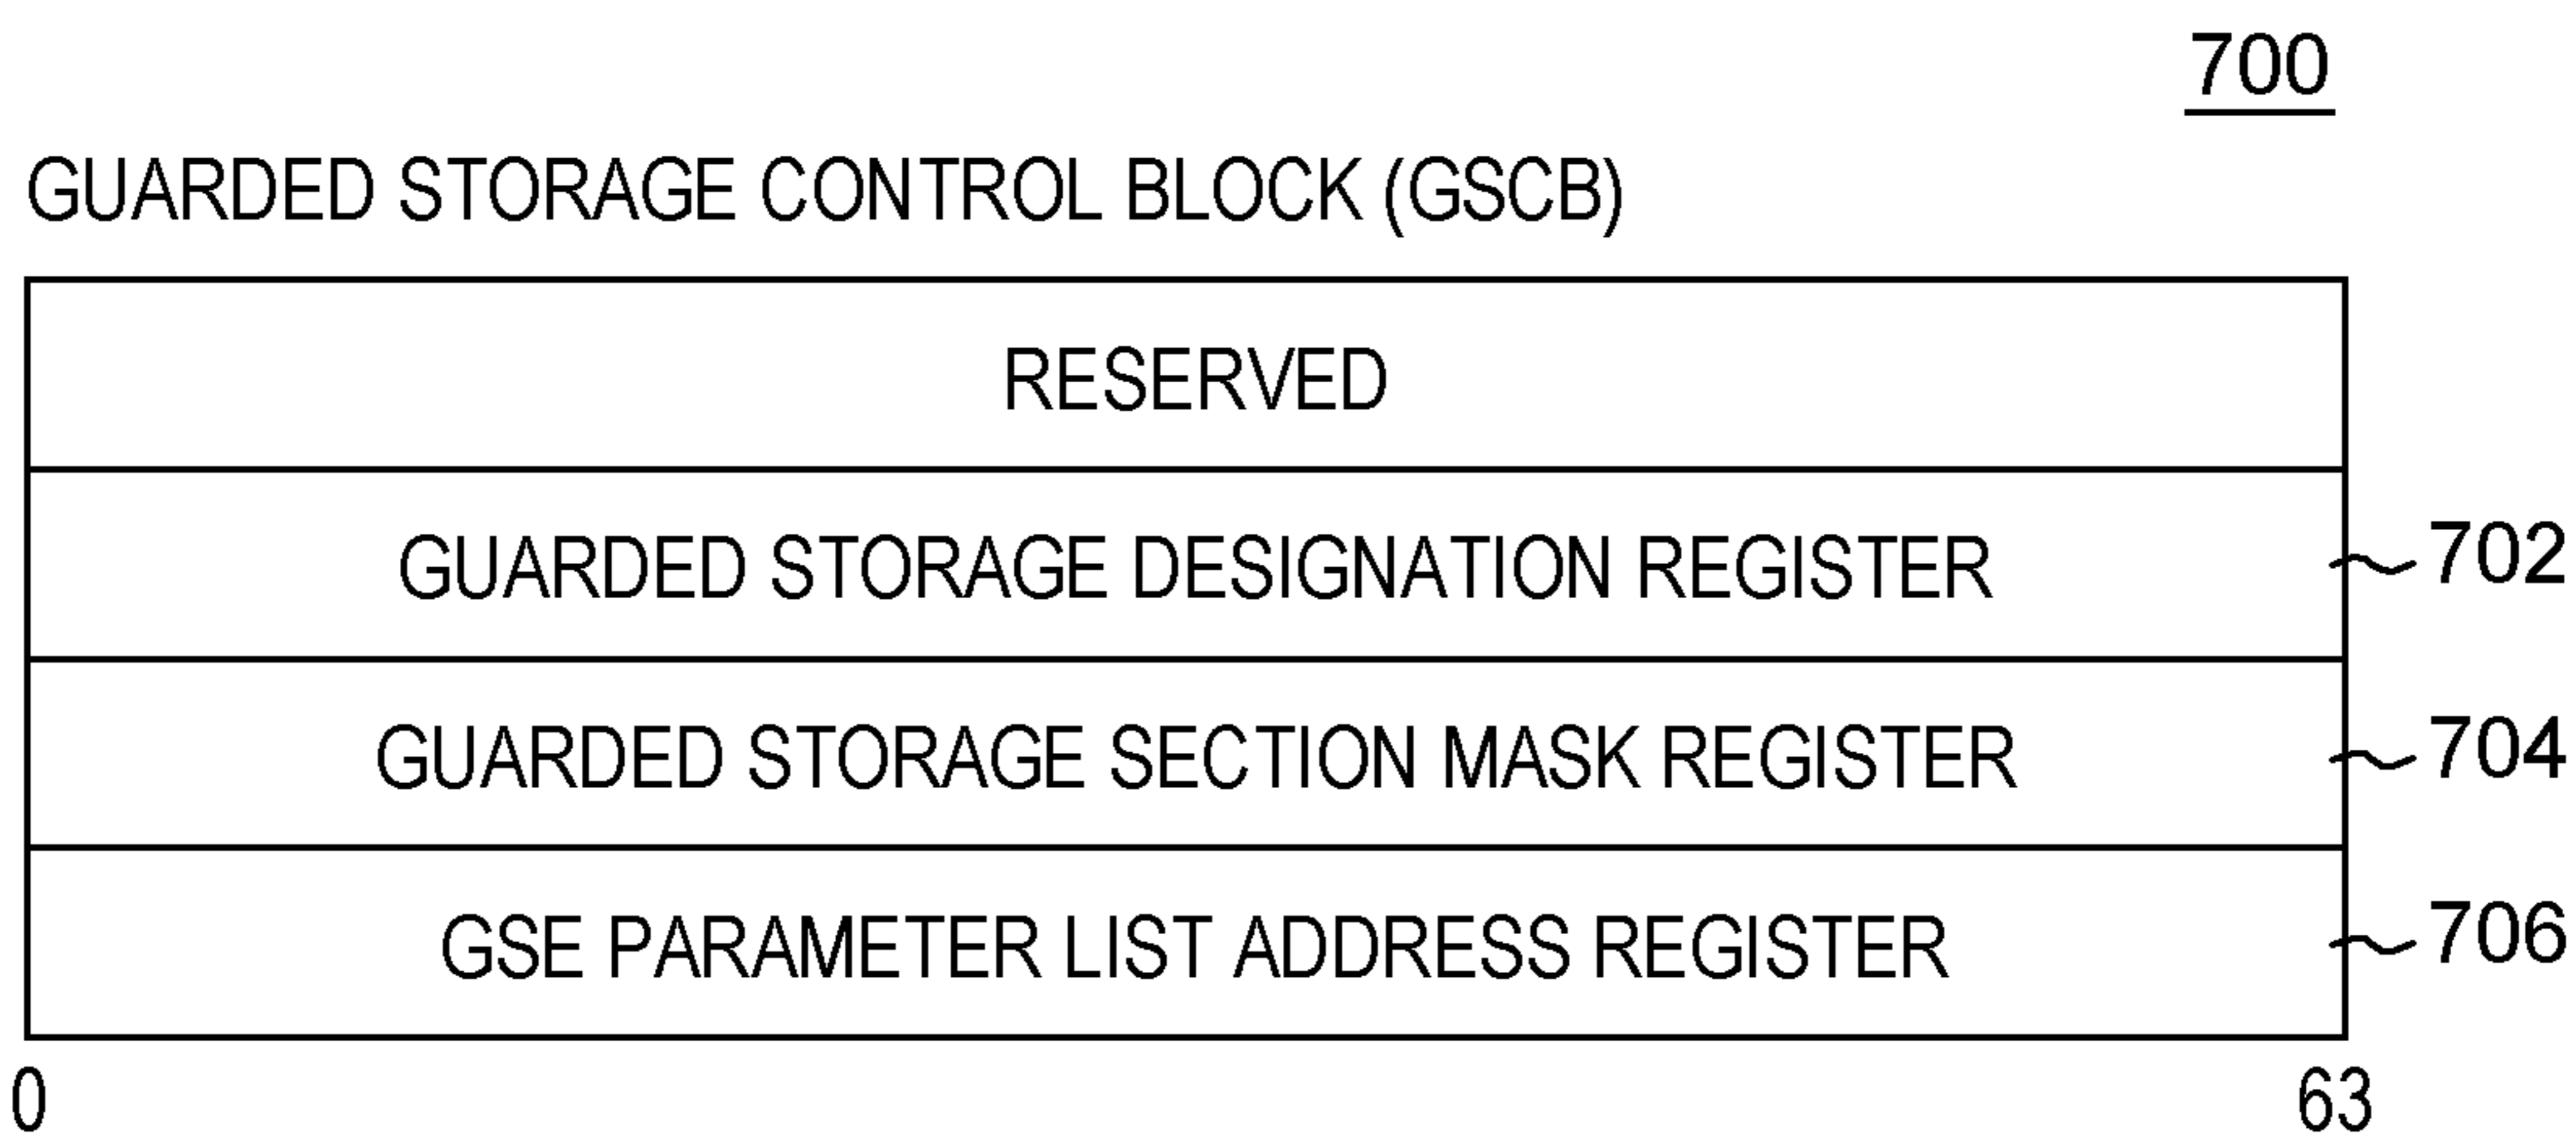 700
GUARDED STORAGE CONTROL BLOCK (GSCB)
RESERVED
GUARDED STORAGE DESIGNATION REGISTER 702
GUARDED STORAGE SECTION MASK REGISTER 704
GSE PARAMETER LIST ADDRESS REGISTER 706
0 63